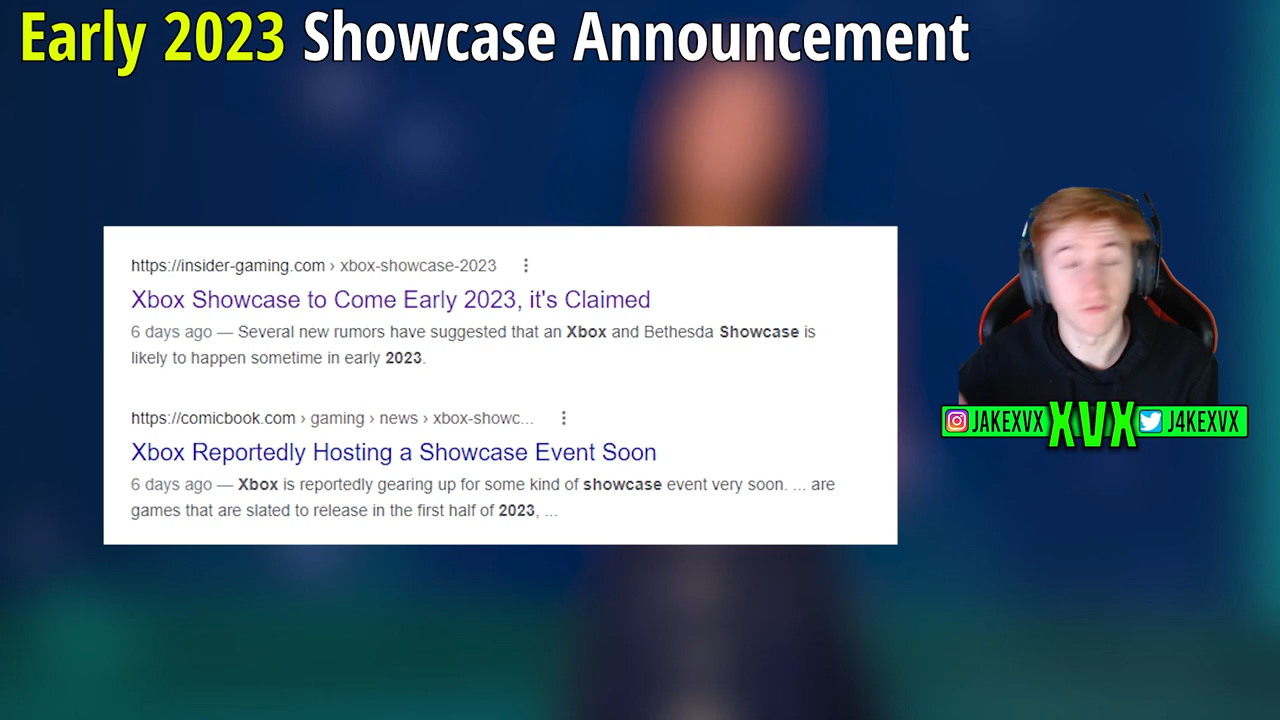 Early 2023 Showcase Announcement
https://insider-gaming.com › xbox-showcase-2023
Xbox Showcase to Come Early 2023, it's Claimed
6 days ago — Several new rumors have suggested that an Xbox and Bethesda Showcase is
likely to happen sometime in early 2023.
https://comicbook.com › gaming › news › xbox-showc...
Xbox Reportedly Hosting a Showcase Event Soon
6 days ago — Xbox is reportedly gearing up for some kind of showcase event very soon. ... are
games that are slated to release in the first half of 2023, ...
JAKEXVX XVX J4KEXVX